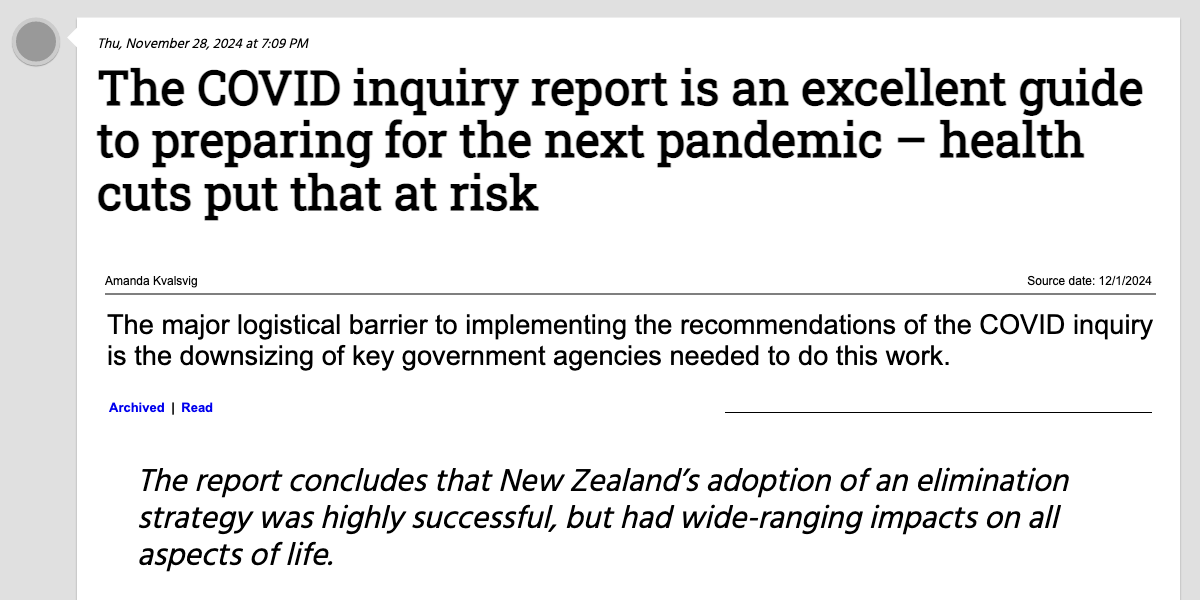 Thu, November 28, 2024 at 7:09 PM
The COVID inquiry report is an excellent guide
to preparing for the next pandemic – health
cuts put that at risk
Amanda Kvalsvig
Source date: 12/1/2024
The major logistical barrier to implementing the recommendations of the COVID inquiry
is the downsizing of key government agencies needed to do this work.
Archived | Read
The report concludes that New Zealand’s adoption of an elimination
strategy was highly successful, but had wide-ranging impacts on all
aspects of life.